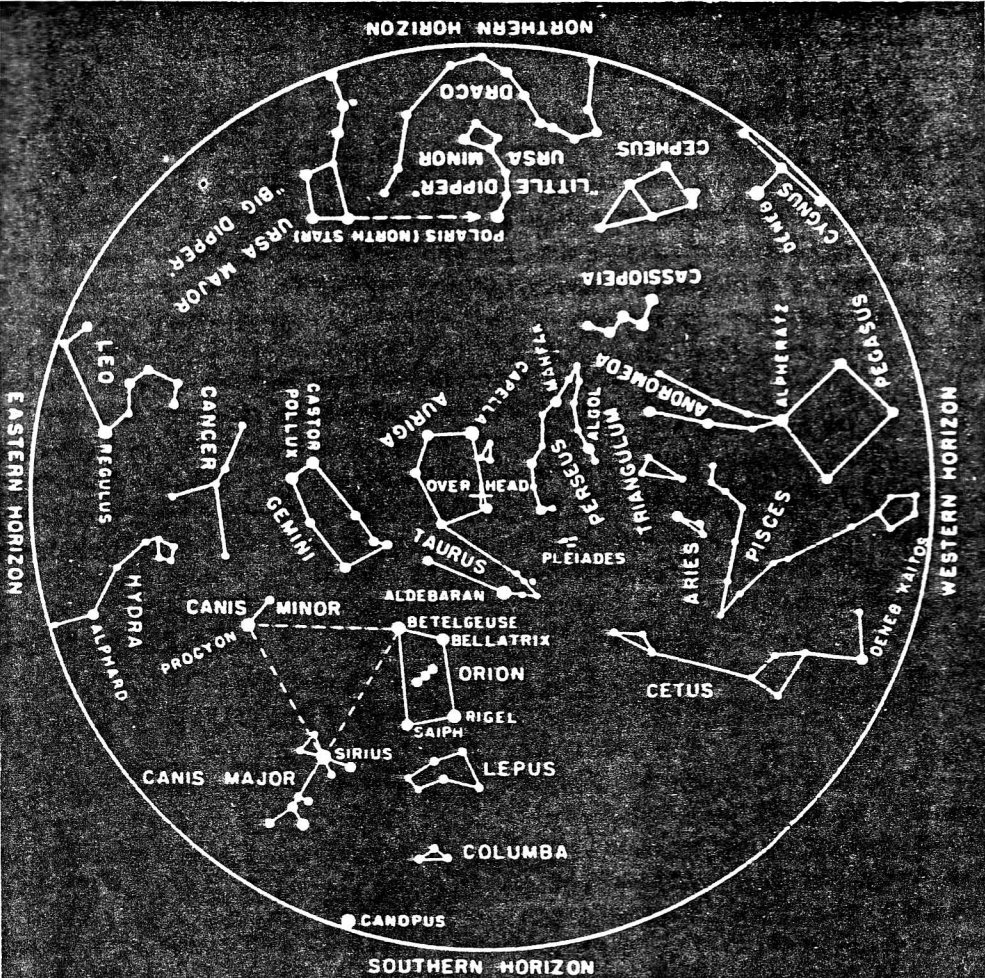 NORTHERN HORIZON
DRACO
URSA MINOR
"LITTLE DIPPER"
CEPHEUS
CYGNUS
DENEB
POLARIS (NORTH STAR)
URSA MAJOR
"BIG DIPPER"
CASSIOPEIA
LEO
REGULUS
CANCER
CASTOR
POLLUX
GEMINI
AURIGA
CAPELLA
OVER HEAD
PERSEUS
ALGOL
ANDROMEDA
TRIANGULUM
ALPHERATZ
PEGASUS
EASTERN HORIZON
WESTERN HORIZON
TAURUS
PLEIADES
ARIES
PISCES
DENEB KAITOS
HYDRA
ALPHARD
CANIS MINOR
PROCYON
ALDEBARAN
BETELGEUSE
BELLATRIX
ORION
RIGEL
SAIPH
CETUS
SIRIUS
CANIS MAJOR
LEPUS
COLUMBA
CANOPUS
SOUTHERN HORIZON